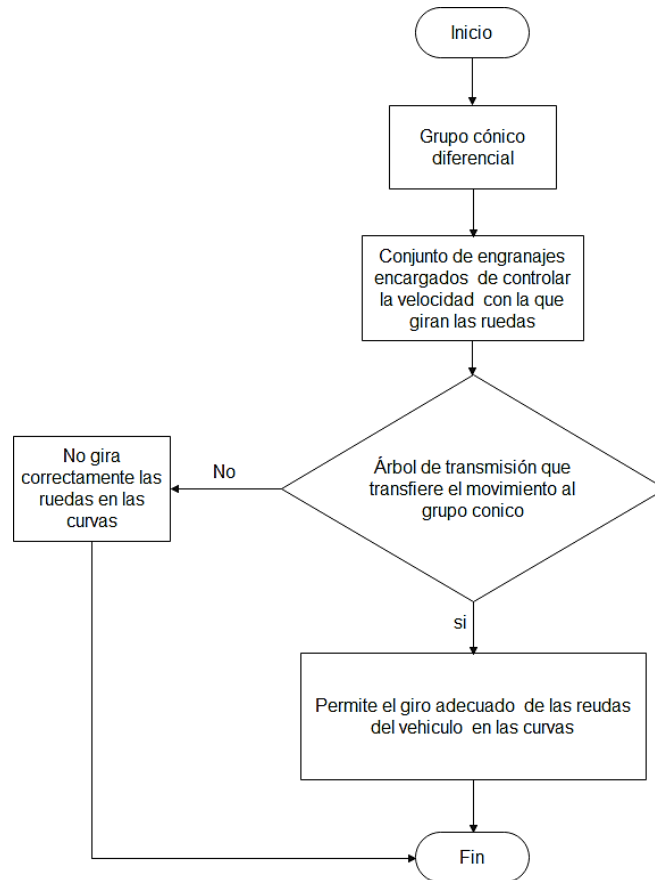 Inicio
Grupo cónico
diferencial
Conjunto de engranajes
encargados de controlar
la velocidad con la que
giran las ruedas
Árbol de transmisión que
transfiere el movimiento al
grupo conico
No
No gira
correctamente las
ruedas en las
curvas
si
Permite el giro adecuado de las reudas
del vehiculo en las curvas
Fin